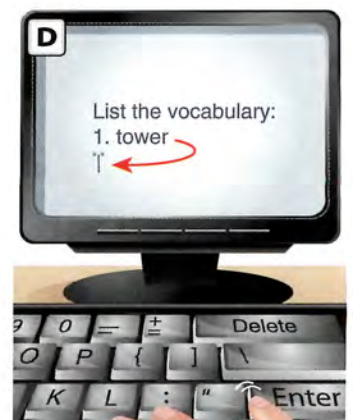 D
List the vocabulary:
1. tower
9 0 — ± Delete
O P { ] \
K L : " Enter